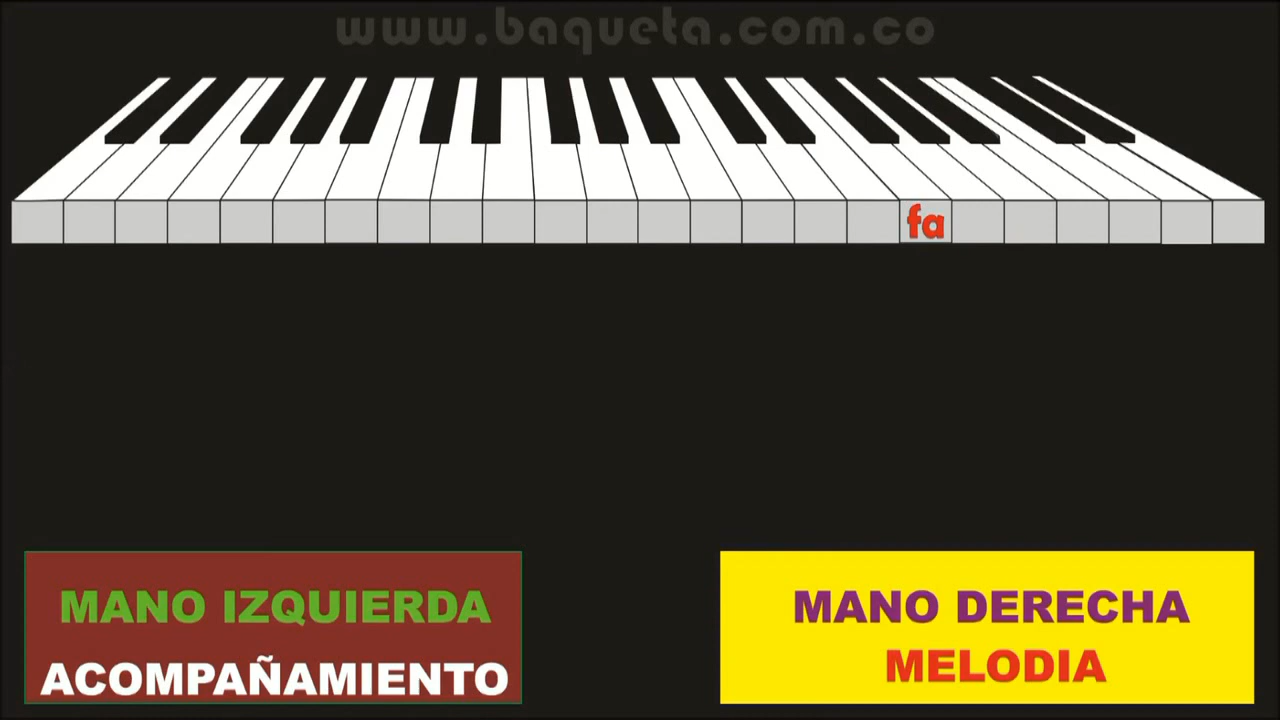 www.baqueta.com.co
fa
MANO IZQUIERDA
ACOMPAÑAMIENTO
MANO DERECHA
MELODIA